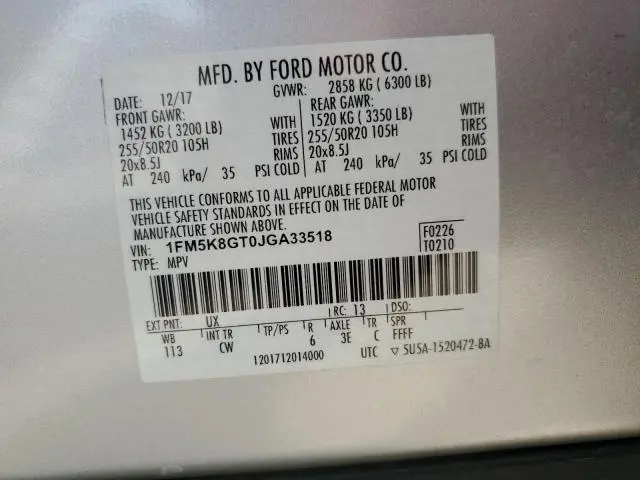 MFD. BY FORD MOTOR CO.
DATE: 12/17 GVWR: 2858 KG ( 6300 LB)
FRONT GAWR: REAR GAWR:
1452 KG ( 3200 LB) WITH 1520 KG ( 3350 LB) WITH
255/50R20 105H TIRES 255/50R20 105H TIRES
20x8.5J RIMS 20x8.5J RIMS
AT 240 kPa/ 35 PSI COLD AT 240 kPa/ 35 PSI COLD
THIS VEHICLE CONFORMS TO ALL APPLICABLE FEDERAL MOTOR
VEHICLE SAFETY STANDARDS IN EFFECT ON THE DATE OF
MANUFACTURE SHOWN ABOVE.
VIN: 1FM5K8GT0JGA33518 F0226
TYPE: MPV T0210
EXT PNT: UX RC: 13 DSO:
WB INT TR TP/PS R AXLE TR SPR
113 CW 6 3E C FFFF
1201712014000 UTC ▽ 5U5A-1520472-BA